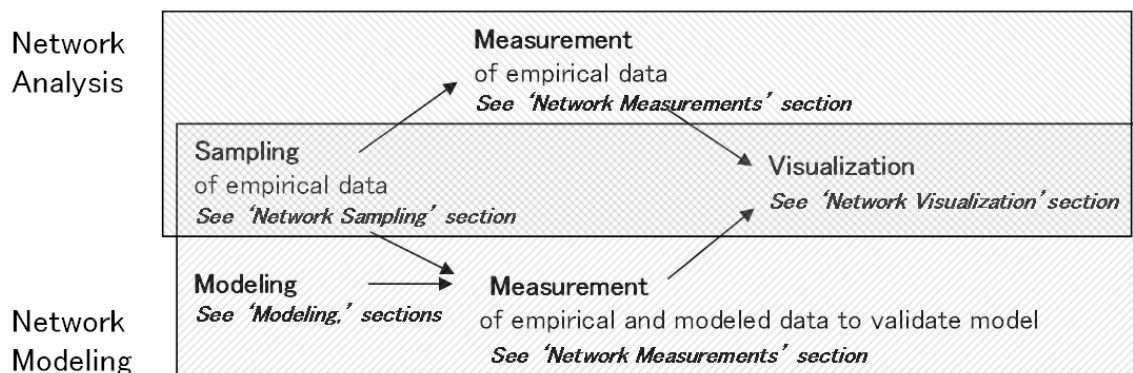 Network
Analysis
Measurement
of empirical data
See 'Network Measurements' section
Sampling
of empirical data
See 'Network Sampling' section
Visualization
See 'Network Visualization' section
Modeling
See 'Modeling,' sections
Measurement
of empirical and modeled data to validate model
See 'Network Measurements' section
Network
Modeling